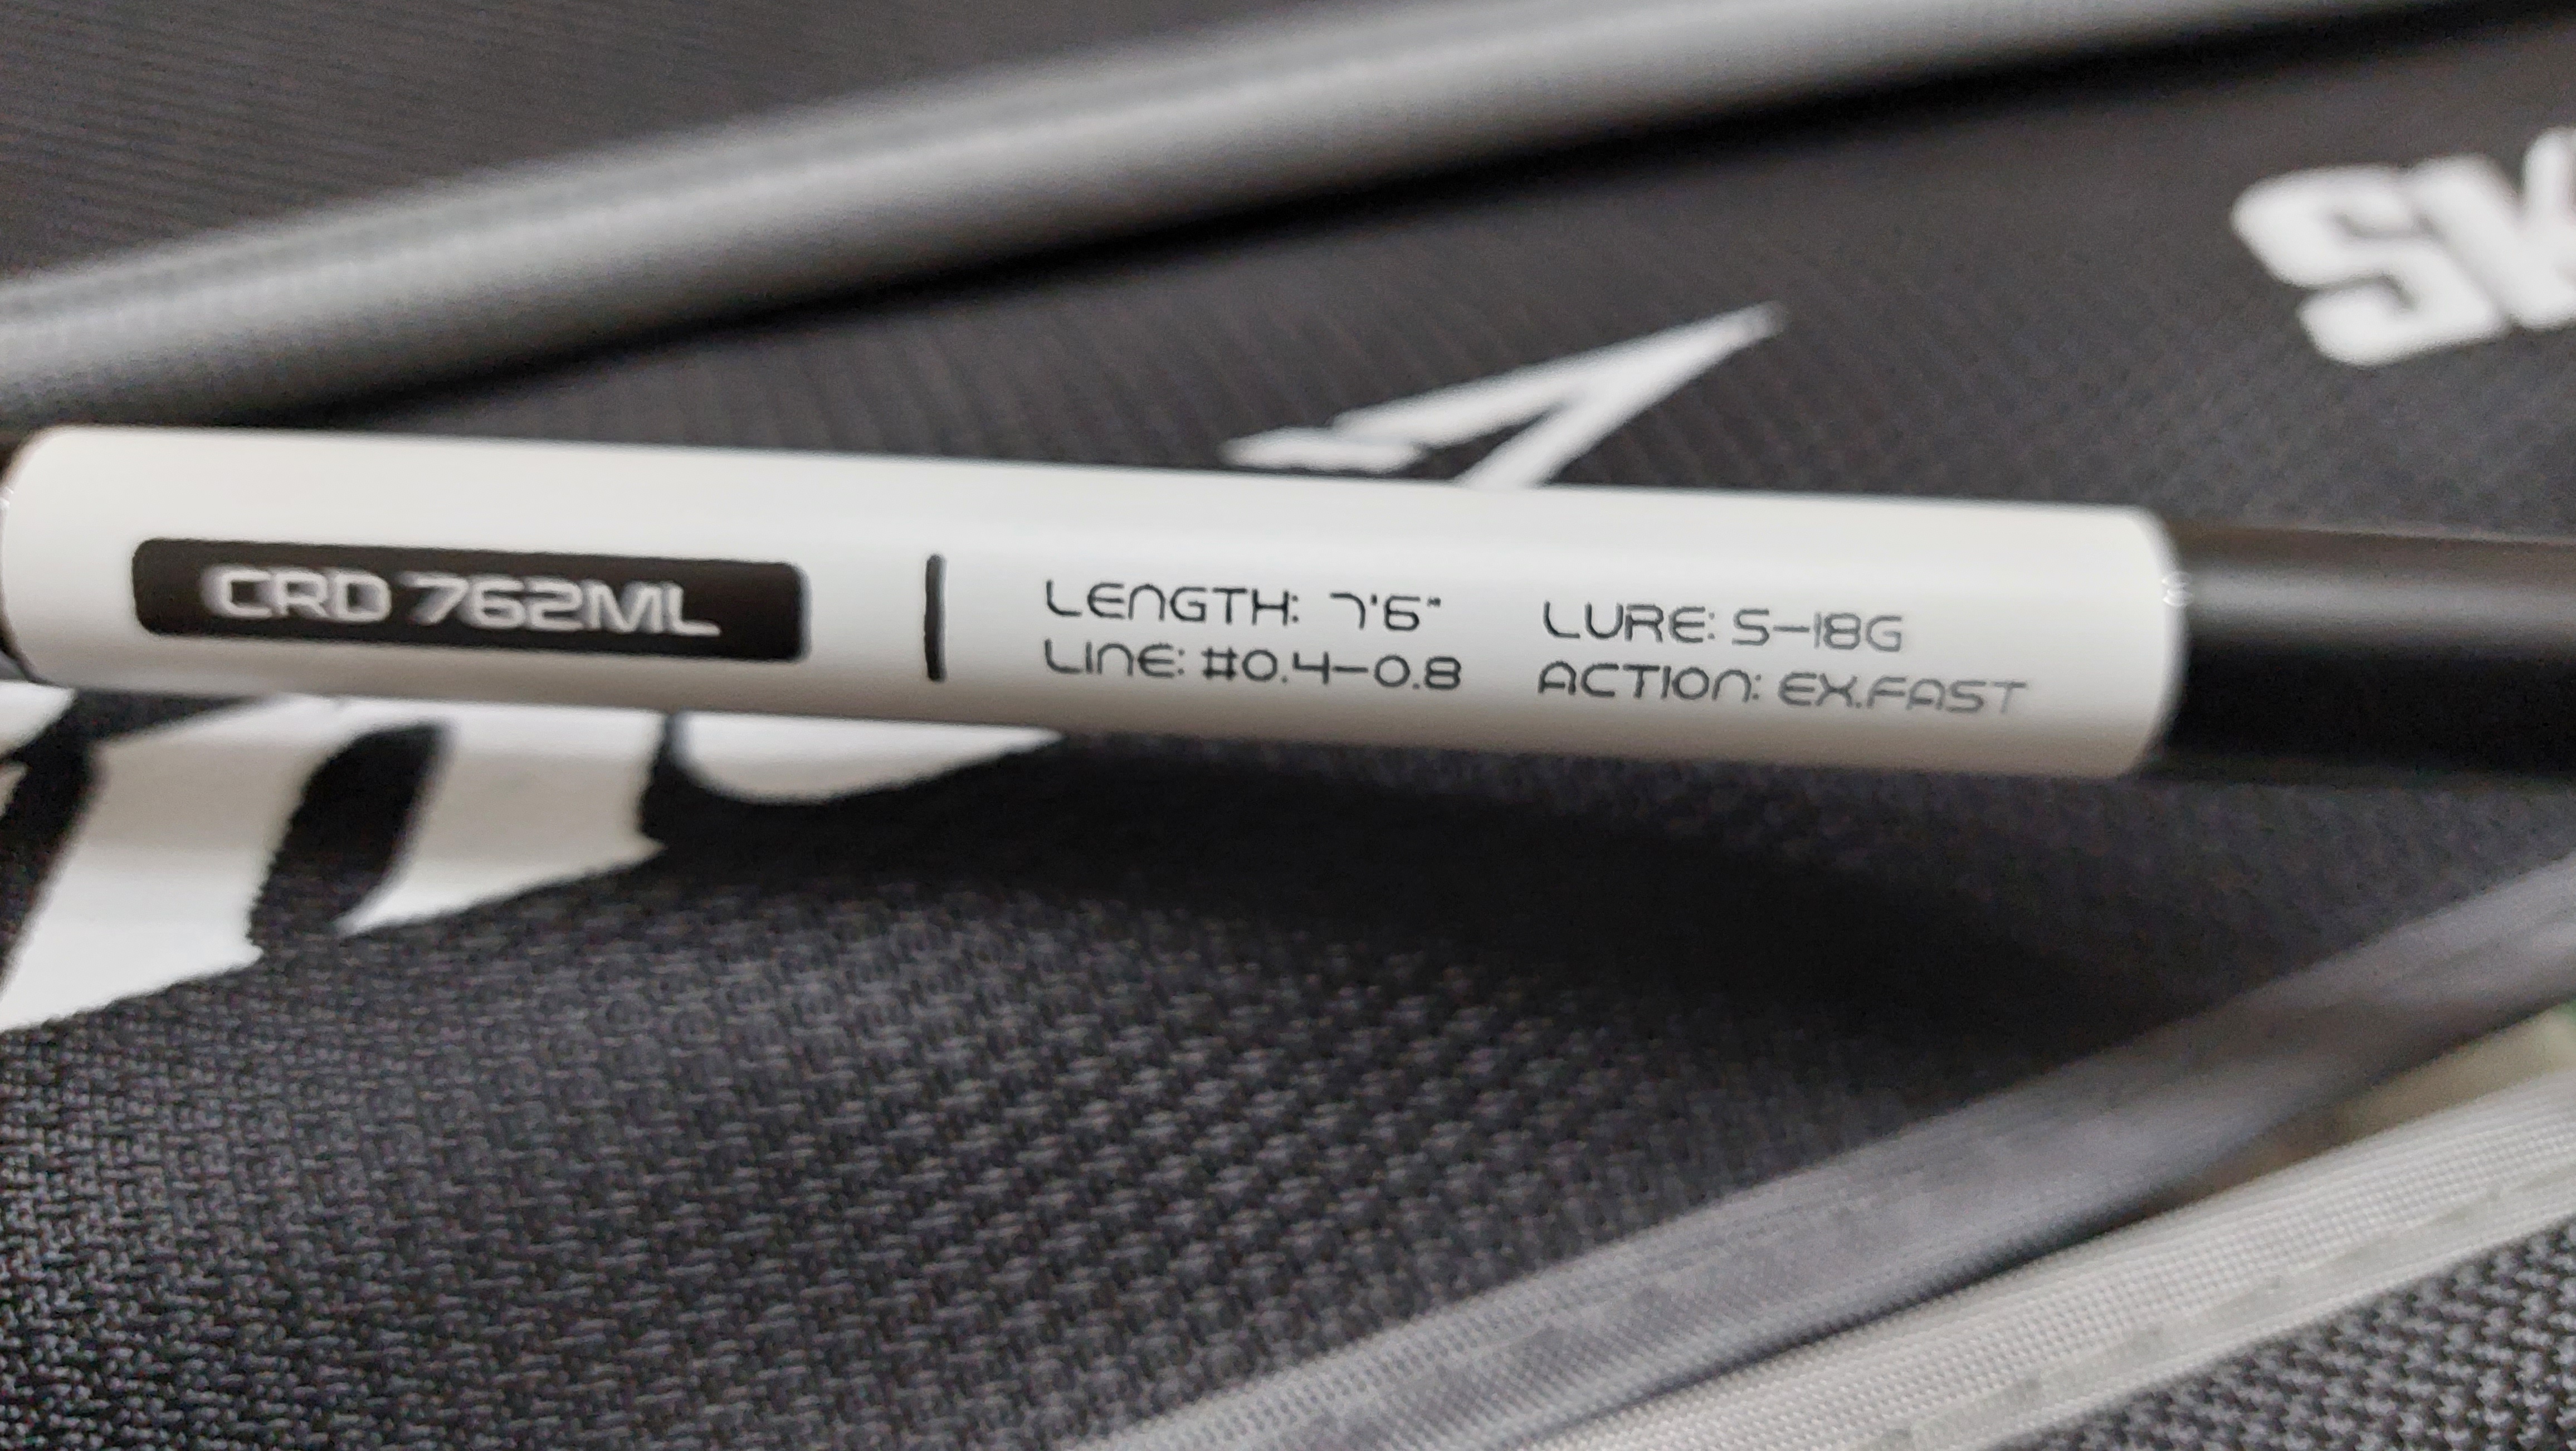 CRD 762ML
LENGTH: 7'6"
LINE: #0.4-0.8
LURE: 5-18G
ACTION: EX.FAST